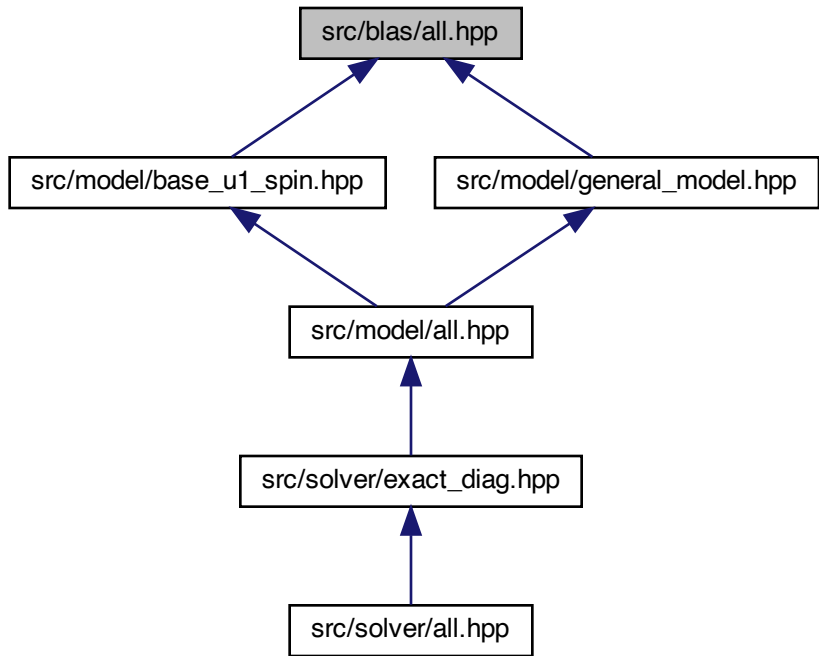 src/blas/all.hpp
src/model/base_u1_spin.hpp
src/model/general_model.hpp
src/model/all.hpp
src/solver/exact_diag.hpp
src/solver/all.hpp